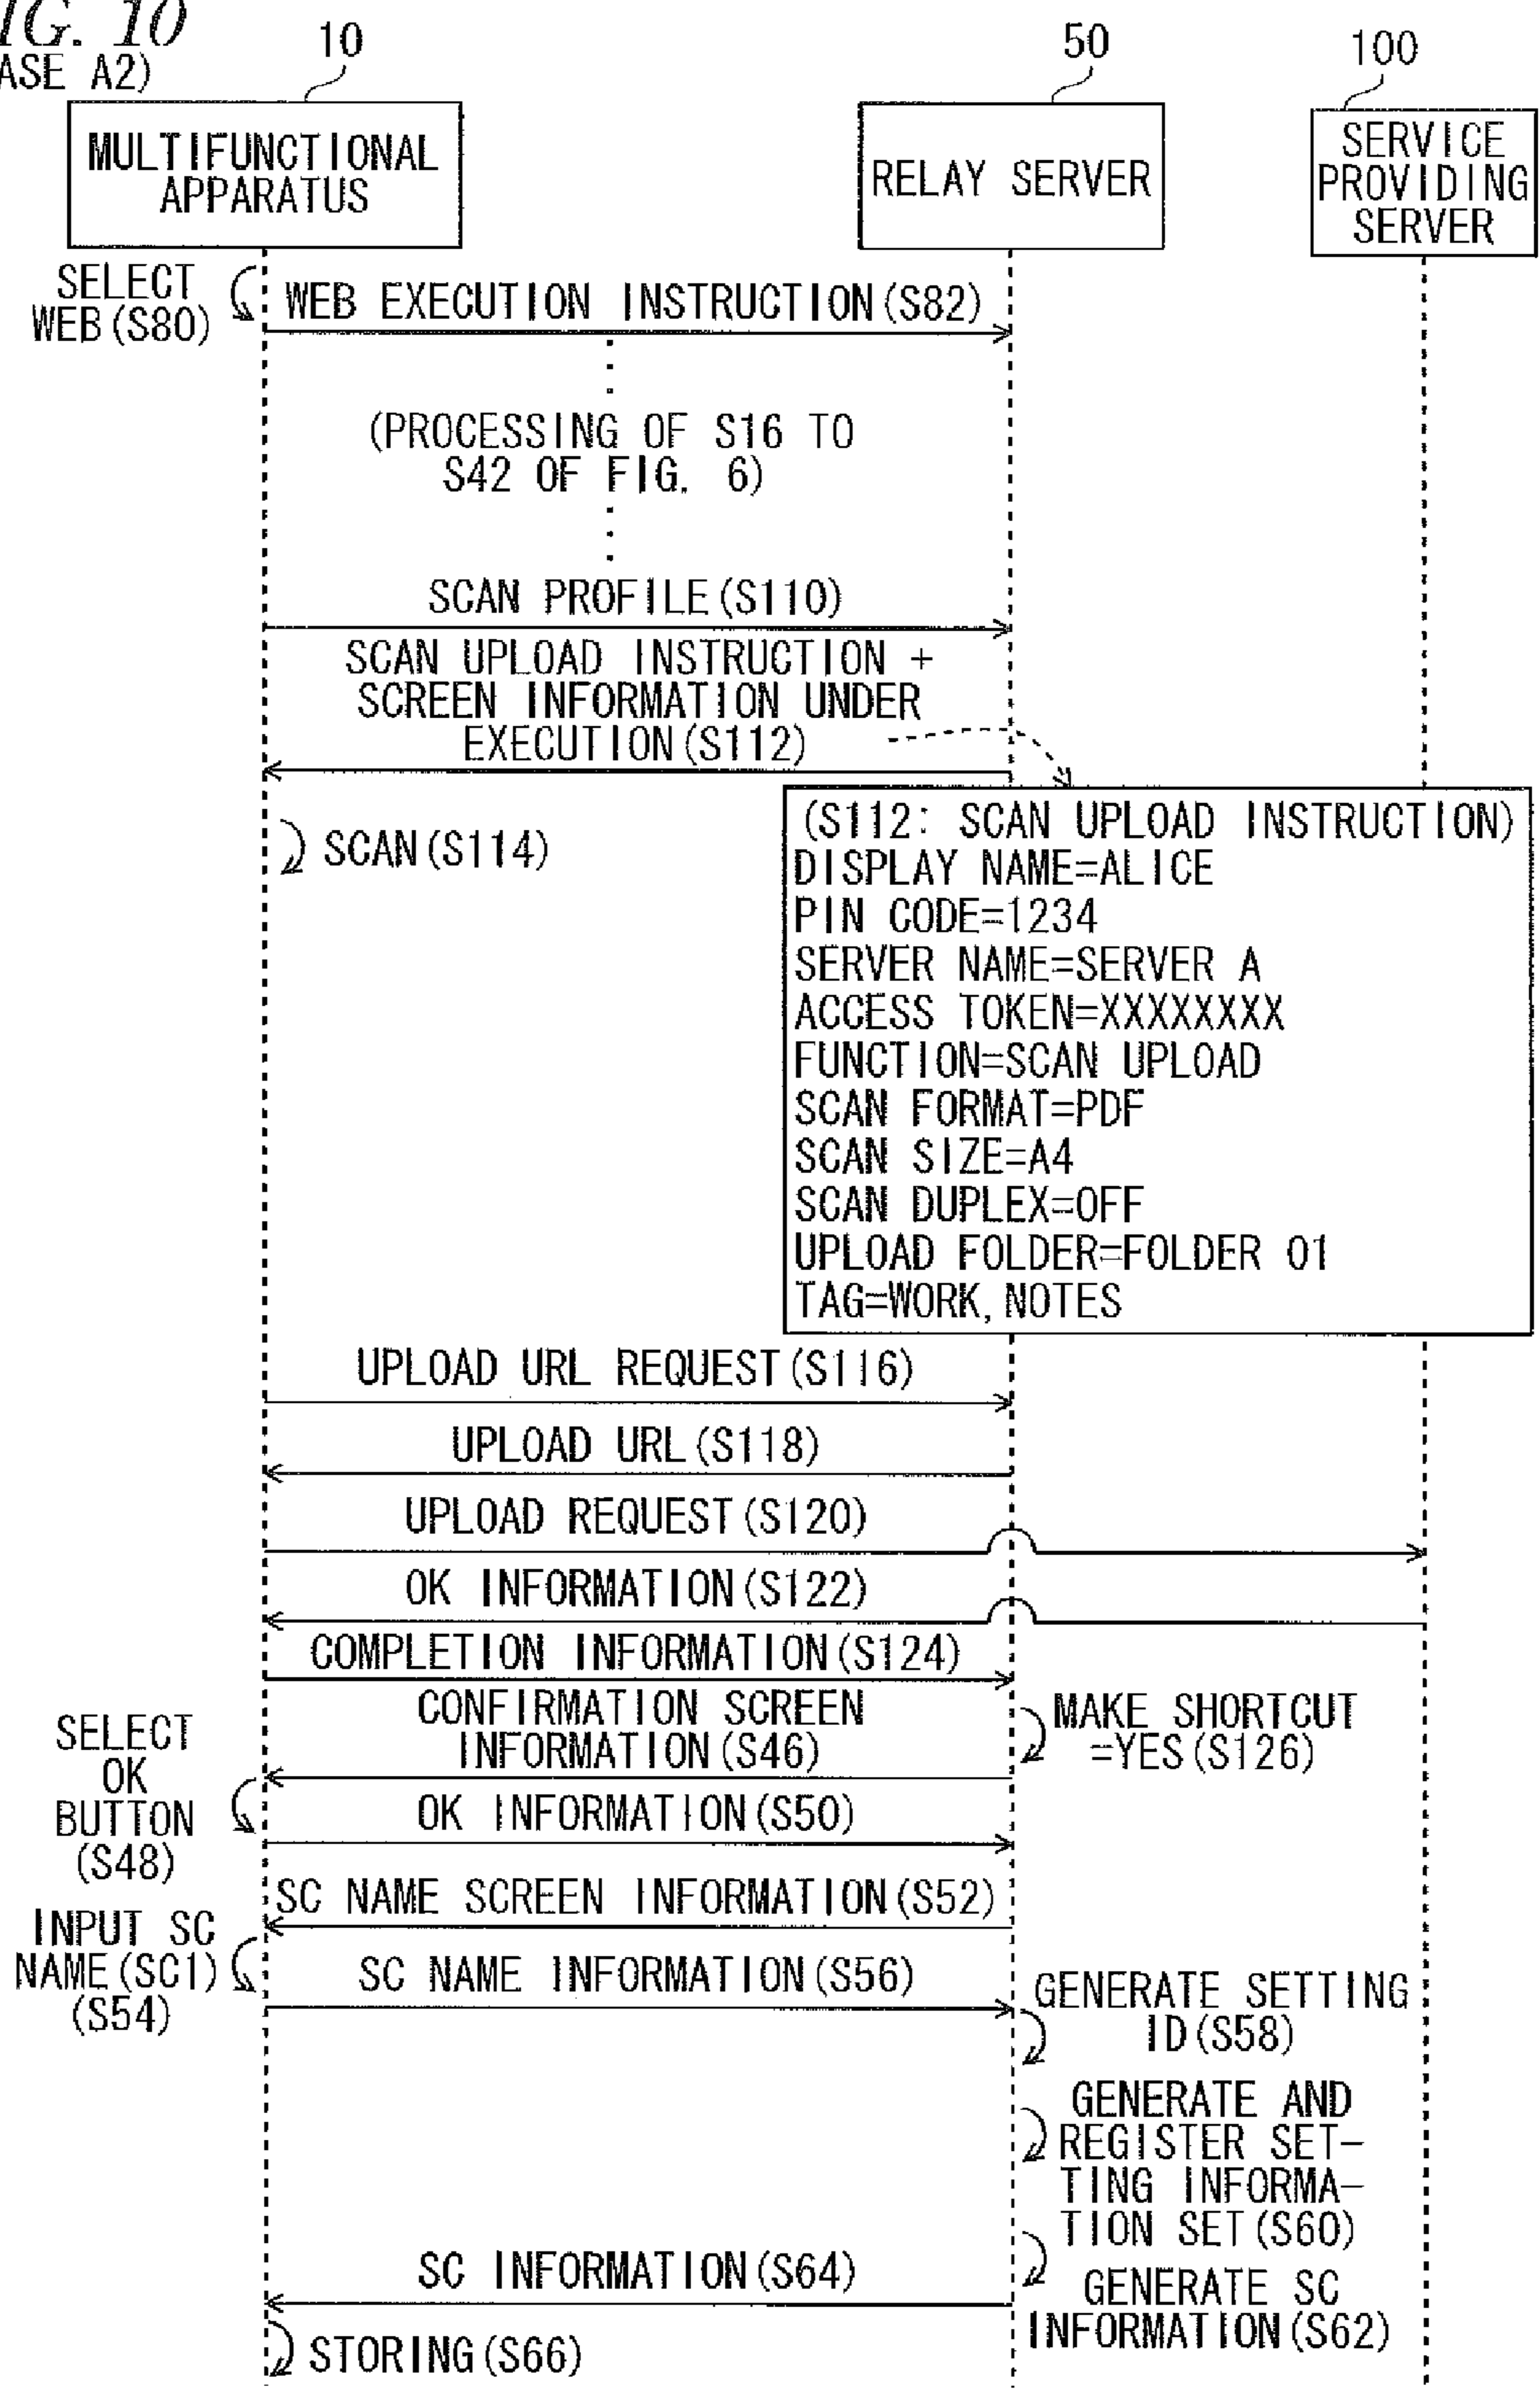 IG. 10
ASE A2)
10
50
100
MULTIFUNCTIONAL
APPARATUS
RELAY SERVER
SERVICE
PROVIDING
SERVER
SELECT
WEB(S80)
WEB EXECUTION INSTRUCTION(S82)
(PROCESSING OF S16 TO
S42 OF FIG. 6)
SCAN PROFILE(S110)
SCAN UPLOAD INSTRUCTION +
SCREEN INFORMATION UNDER
EXECUTION(S112)
SCAN(S114)
(S112: SCAN UPLOAD INSTRUCTION)
DISPLAY NAME=ALICE
PIN CODE=1234
SERVER NAME=SERVER A
ACCESS TOKEN=XXXXXXXX
FUNCTION=SCAN UPLOAD
SCAN FORMAT=PDF
SCAN SIZE=A4
SCAN DUPLEX=OFF
UPLOAD FOLDER=FOLDER 01
TAG=WORK,NOTES
UPLOAD URL REQUEST(S116)
UPLOAD URL(S118)
UPLOAD REQUEST(S120)
OK INFORMATION(S122)
COMPLETION INFORMATION(S124)
MAKE SHORTCUT
=YES(S126)
CONFIRMATION SCREEN
INFORMATION(S46)
SELECT
OK
BUTTON
(S48)
OK INFORMATION(S50)
SC NAME SCREEN INFORMATION(S52)
INPUT SC
NAME(SC1)
(S54)
SC NAME INFORMATION(S56)
GENERATE SETTING
ID(S58)
GENERATE AND
REGISTER SET-
TING INFORMA-
TION SET(S60)
GENERATE SC
INFORMATION(S62)
SC INFORMATION(S64)
STORING(S66)